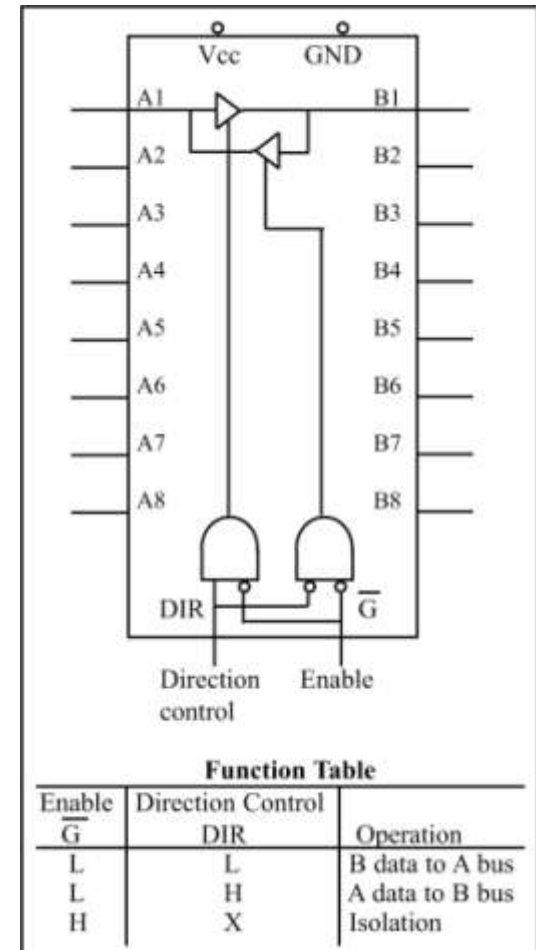 Vcc GND
A1 B1
A2 B2
A3 B3
A4 B4
A5 B5
A6 B6
A7 B7
A8 B8
DIR G̅
Direction control Enable
Function Table
Enable G̅ Direction Control DIR Operation
L L B data to A bus
L H A data to B bus
H X Isolation